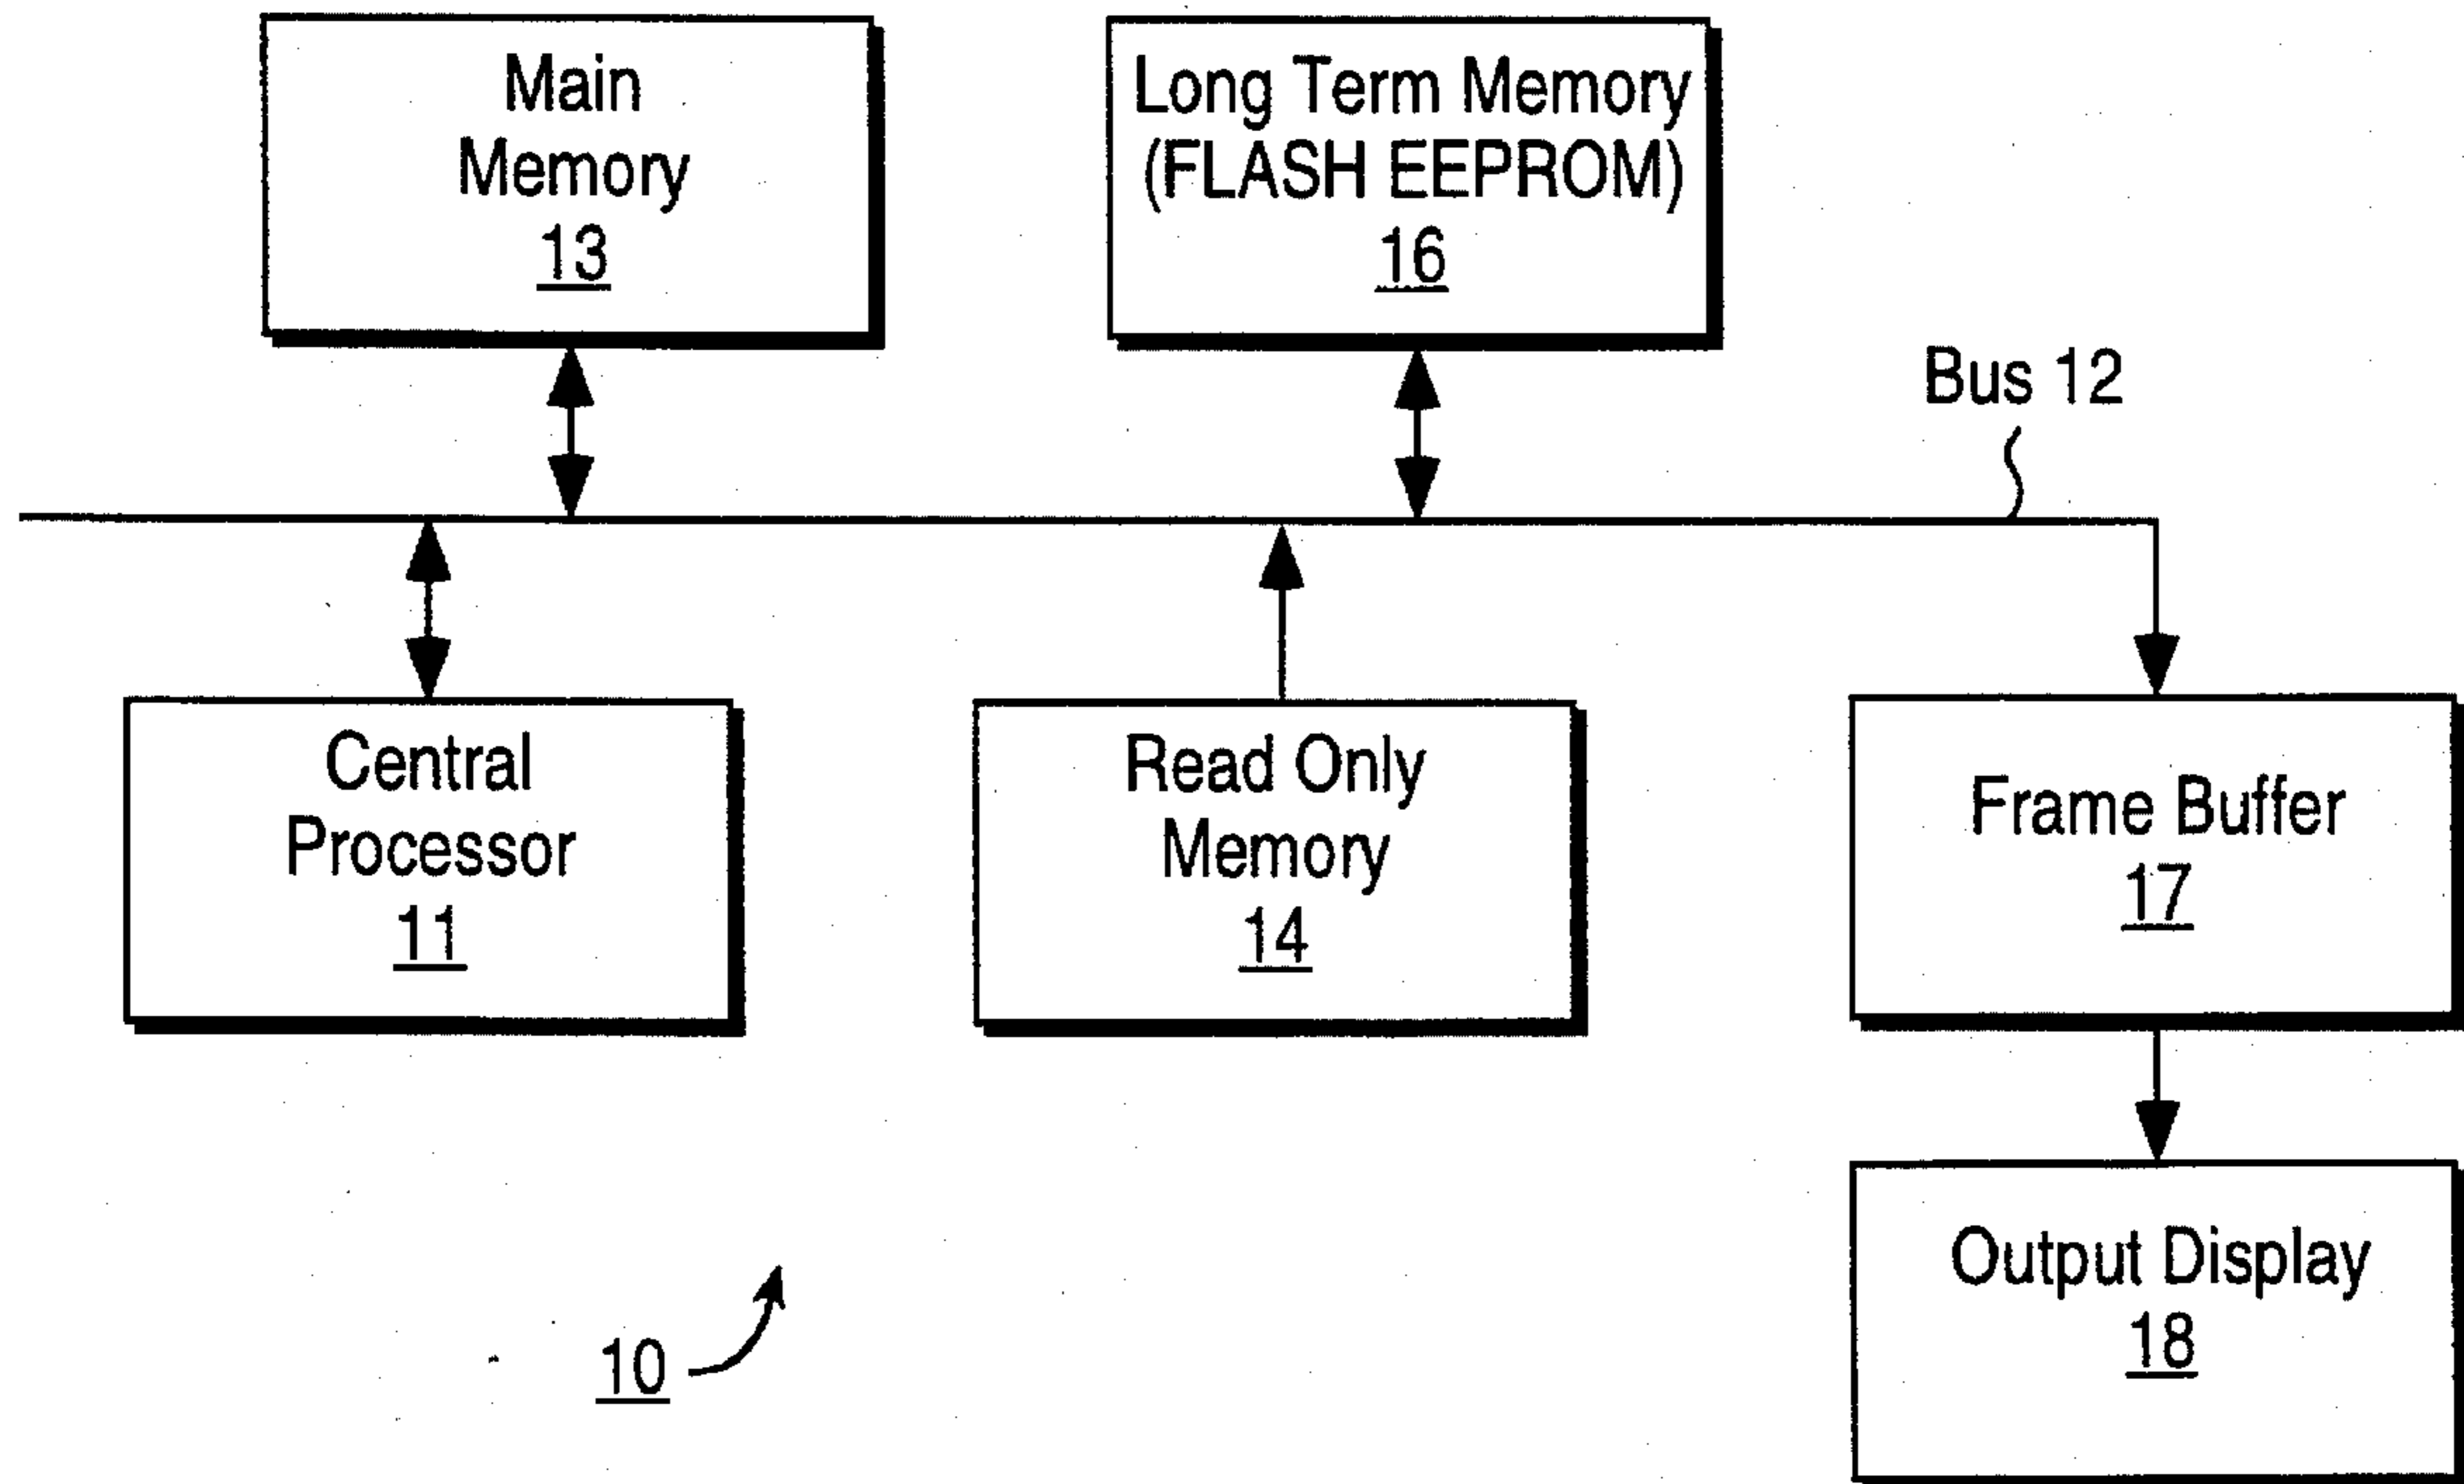 Main
Memory
13
Long Term Memory
(FLASH EEPROM)
16
Bus 12
Central
Processor
11
Read Only
Memory
14
Frame Buffer
17
Output Display
18
10